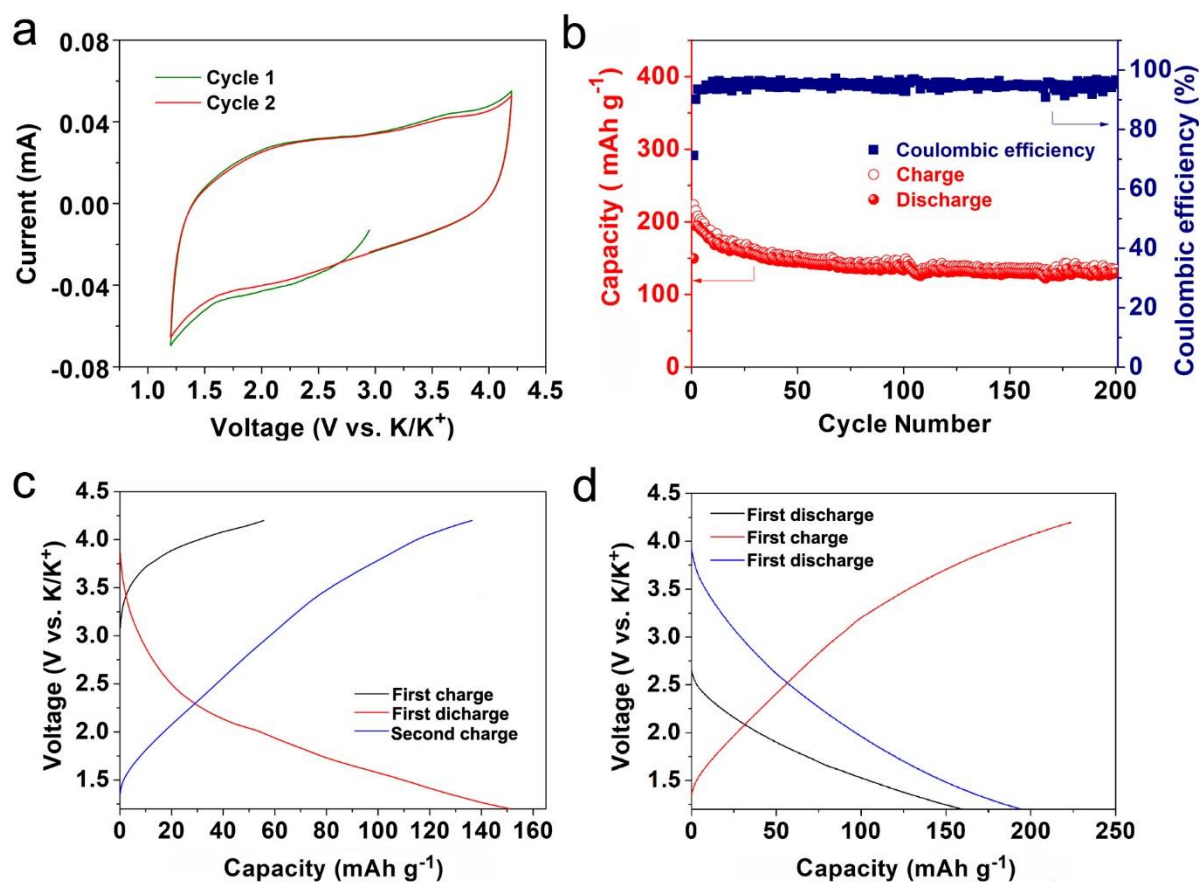 a
0.08
0.04
0.00
-0.04
-0.08
Current (mA)
Cycle 1
Cycle 2
1.0 1.5 2.0 2.5 3.0 3.5 4.0 4.5
Voltage (V vs. K/K⁺)
b
400
300
200
100
0
Capacity ( mAh g⁻¹)
Coulombic efficiency
Charge
Discharge
100
80
60
40
20
0
Coulombic efficiency (%)
0 50 100 150 200
Cycle Number
c
4.5
4.0
3.5
3.0
2.5
2.0
1.5
Voltage (V vs. K/K⁺)
First charge
First dicharge
Second charge
0 20 40 60 80 100 120 140 160
Capacity (mAh g⁻¹)
d
4.5
4.0
3.5
3.0
2.5
2.0
1.5
Voltage (V vs. K/K⁺)
First discharge
First charge
First discharge
0 50 100 150 200 250
Capacity (mAh g⁻¹)